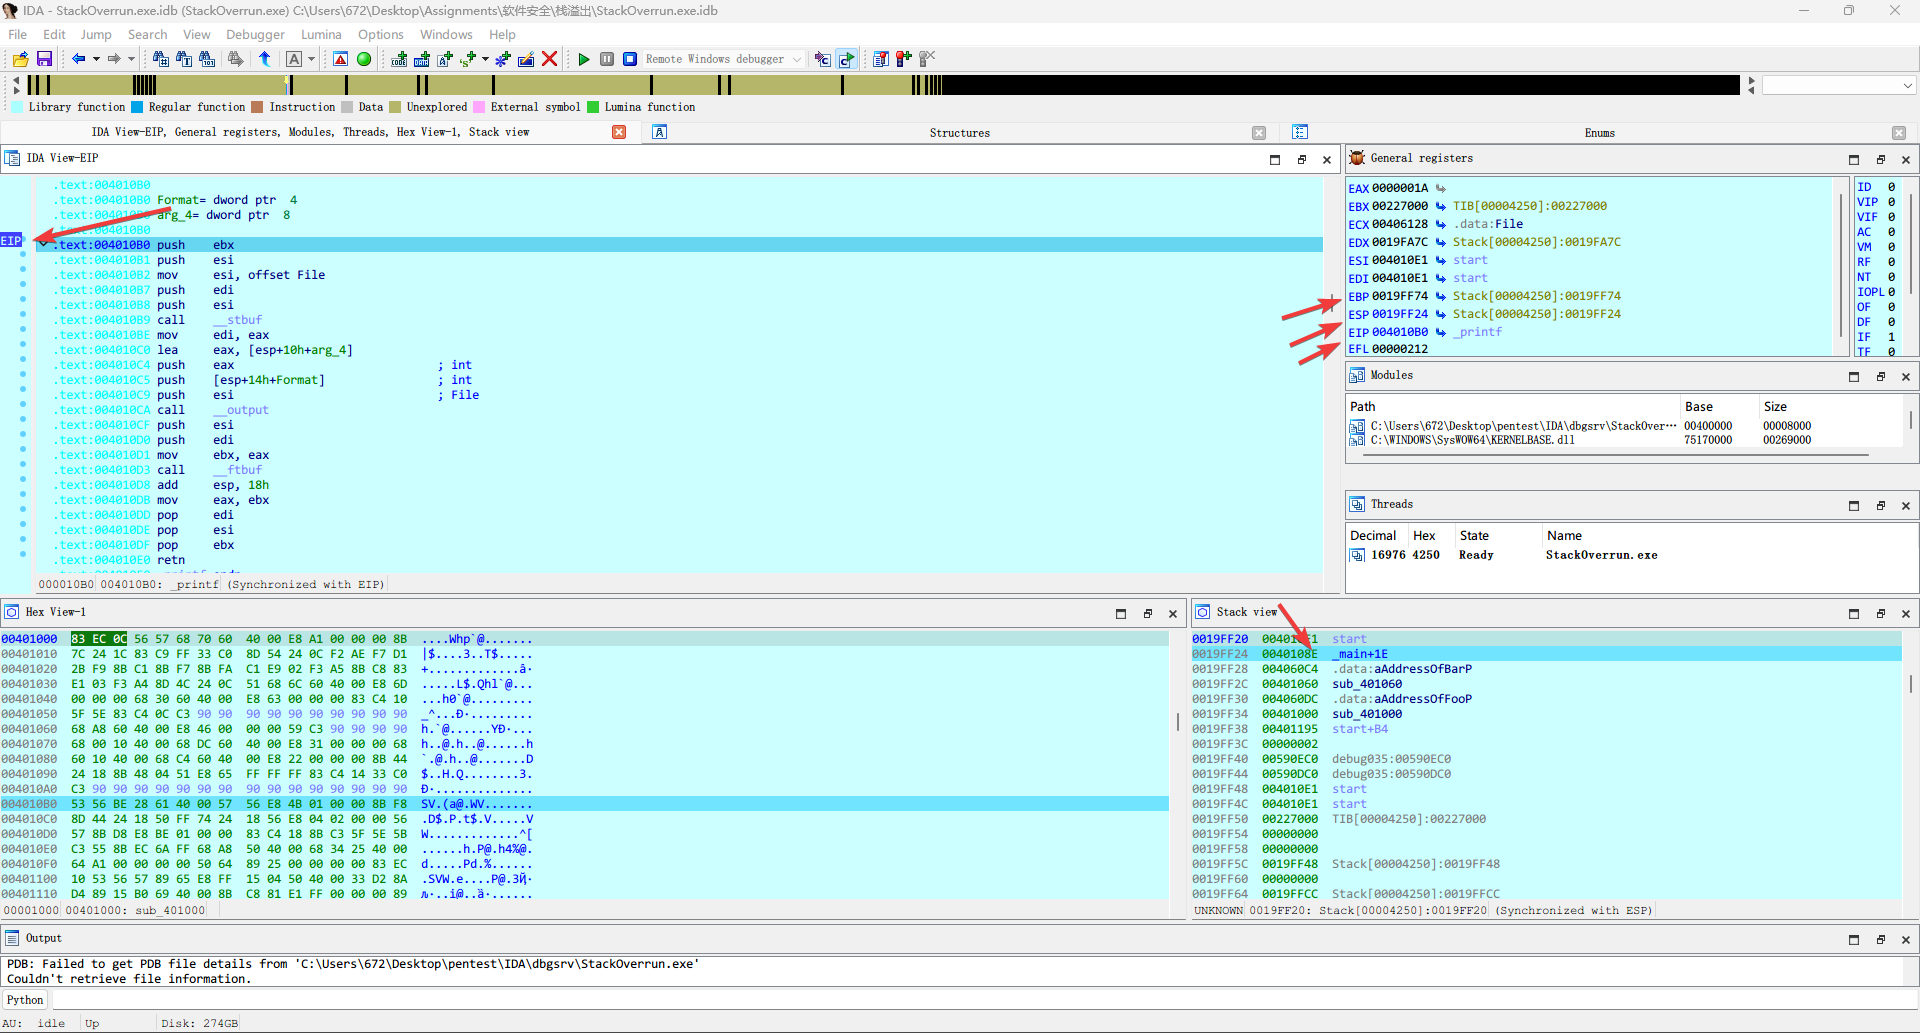 IDA - StackOverrun.exe.idb (StackOverrun.exe) C:\Users\672\Desktop\Assignments\软件安全\栈溢出\StackOverrun.exe.idb
File Edit Jump Search View Debugger Lumina Options Windows Help
Remote Windows debugger
Library function Regular function Instruction Data Unexplored External symbol Lumina function
IDA View-EIP, General registers, Modules, Threads, Hex View-1, Stack view
Structures
Enums
IDA View-EIP
.text:004010B0
.text:004010B0 Format= dword ptr  4
arg_4= dword ptr  8
.text:004010B0
EIP
.text:004010B0 push    ebx
.text:004010B1 push    esi
.text:004010B2 mov     esi, offset File
.text:004010B7 push    edi
.text:004010B8 push    esi
.text:004010B9 call    __stbuf
.text:004010BE mov     edi, eax
.text:004010C0 lea     eax, [esp+10h+arg_4]
.text:004010C4 push    eax             ; int
.text:004010C5 push    [esp+14h+Format] ; int
.text:004010C9 push    esi             ; File
.text:004010CA call    __output
.text:004010CF push    esi
.text:004010D0 push    edi
.text:004010D1 mov     ebx, eax
.text:004010D3 call    __ftbuf
.text:004010D8 add     esp, 18h
.text:004010DB mov     eax, ebx
.text:004010DD pop     edi
.text:004010DE pop     esi
.text:004010DF pop     ebx
.text:004010E0 retn
000010B0 004010B0: _printf (Synchronized with EIP)
General registers
EAX 0000001A
EBX 00227000 TIB[00004250]:00227000
ECX 00406128 .data:File
EDX 0019FA7C Stack[00004250]:0019FA7C
ESI 004010E1 start
EDI 004010E1 start
EBP 0019FF74 Stack[00004250]:0019FF74
ESP 0019FF24 Stack[00004250]:0019FF24
EIP 004010B0 _printf
EFL 00000212
ID 0
VIP 0
VIF 0
AC 0
VM 0
RF 0
NT 0
IOPL 0
OF 0
DF 0
IF 1
TF 0
Modules
Path Base Size
C:\Users\672\Desktop\pentest\IDA\dbgsrv\StackOver··· 00400000 00008000
C:\WINDOWS\SysWOW64\KERNELBASE.dll 75170000 00269000
Threads
Decimal Hex State Name
16976 4250 Ready StackOverrun.exe
Hex View-1
00401000 83 EC 0C 56 57 68 70 60 40 00 E8 A1 00 00 00 8B ....Whp`@.......
00401010 7C 24 1C 83 C9 FF 33 C0 8D 54 24 0C F2 AE F7 D1 |$....3..T$.....
00401020 2B F9 8B C1 8B F7 8B FA C1 E9 02 F3 A5 8B C8 83 +.............â·
00401030 E1 03 F3 A4 8D 4C 24 0C 51 68 6C 60 40 00 E8 6D .....L$.Qhl`@...
00401040 00 00 00 68 30 60 40 00 E8 63 00 00 00 83 C4 10 ...h0`@.........
00401050 5F 5E 83 C4 0C C3 90 90 90 90 90 90 90 90 90 90 _^...Ð·.........
00401060 68 A8 60 40 00 E8 46 00 00 00 59 C3 90 90 90 90 h.`@......YÐ·...
00401070 68 00 10 40 00 68 DC 60 40 00 E8 31 00 00 00 68 h..@.h..@......h
00401080 60 10 40 00 68 C4 60 40 00 E8 22 00 00 00 8B 44 `.@.h..@.......D
00401090 24 18 8B 48 04 51 E8 65 FF FF FF 83 C4 14 33 C0 $..H.Q........3.
004010A0 C3 90 90 90 90 90 90 90 90 90 90 90 90 90 90 90 Ð·..............
004010B0 53 56 BE 28 61 40 00 57 56 E8 4B 01 00 00 8B F8 SV.(a@.WV.......
004010C0 8D 44 24 18 50 FF 74 24 18 56 E8 04 02 00 00 56 .D$.P.t$.V.....V
004010D0 57 8B D8 E8 BE 01 00 00 83 C4 18 8B C3 5F 5E 5B W............^[
004010E0 C3 55 8B EC 6A FF 68 A8 50 40 00 68 34 25 40 00 ......h.P@.h4%@.
004010F0 64 A1 00 00 00 00 50 64 89 25 00 00 00 00 83 EC d.....Pd.%......
00401100 10 53 56 57 89 65 E8 FF 15 04 50 40 00 33 D2 8A
00401110 D4 89 15 B0 69 40 00 8B C8 81 E1 FF 00 00 00 89
00001000 00401000: sub_401000
Stack view
0019FF20 start
0019FF24 0040108E _main+1E
0019FF28 004060C4 .data:aAddressOfBarP
0019FF2C 00401060 sub_401060
0019FF30 004060DC .data:aAddressOfFooP
0019FF34 00401000 sub_401000
0019FF38 00401195 start+B4
0019FF3C 00000002
0019FF40 00590EC0 debug035:00590EC0
0019FF44 00590DC0 debug035:00590DC0
0019FF48 004010E1 start
0019FF4C 004010E1 start
0019FF50 00227000 TIB[00004250]:00227000
0019FF54 00000000
0019FF58 00000000
0019FF5C 0019FF48 Stack[00004250]:0019FF48
0019FF60 00000000
0019FF64 0019FFCC Stack[00004250]:0019FFCC
UNKNOWN 0019FF20: Stack[00004250]:0019FF20 (Synchronized with ESP)
Output
PDB: Failed to get PDB file details from 'C:\Users\672\Desktop\pentest\IDA\dbgsrv\StackOverrun.exe'
Couldn't retrieve file information.
Python
AU: idle Up Disk: 274GB